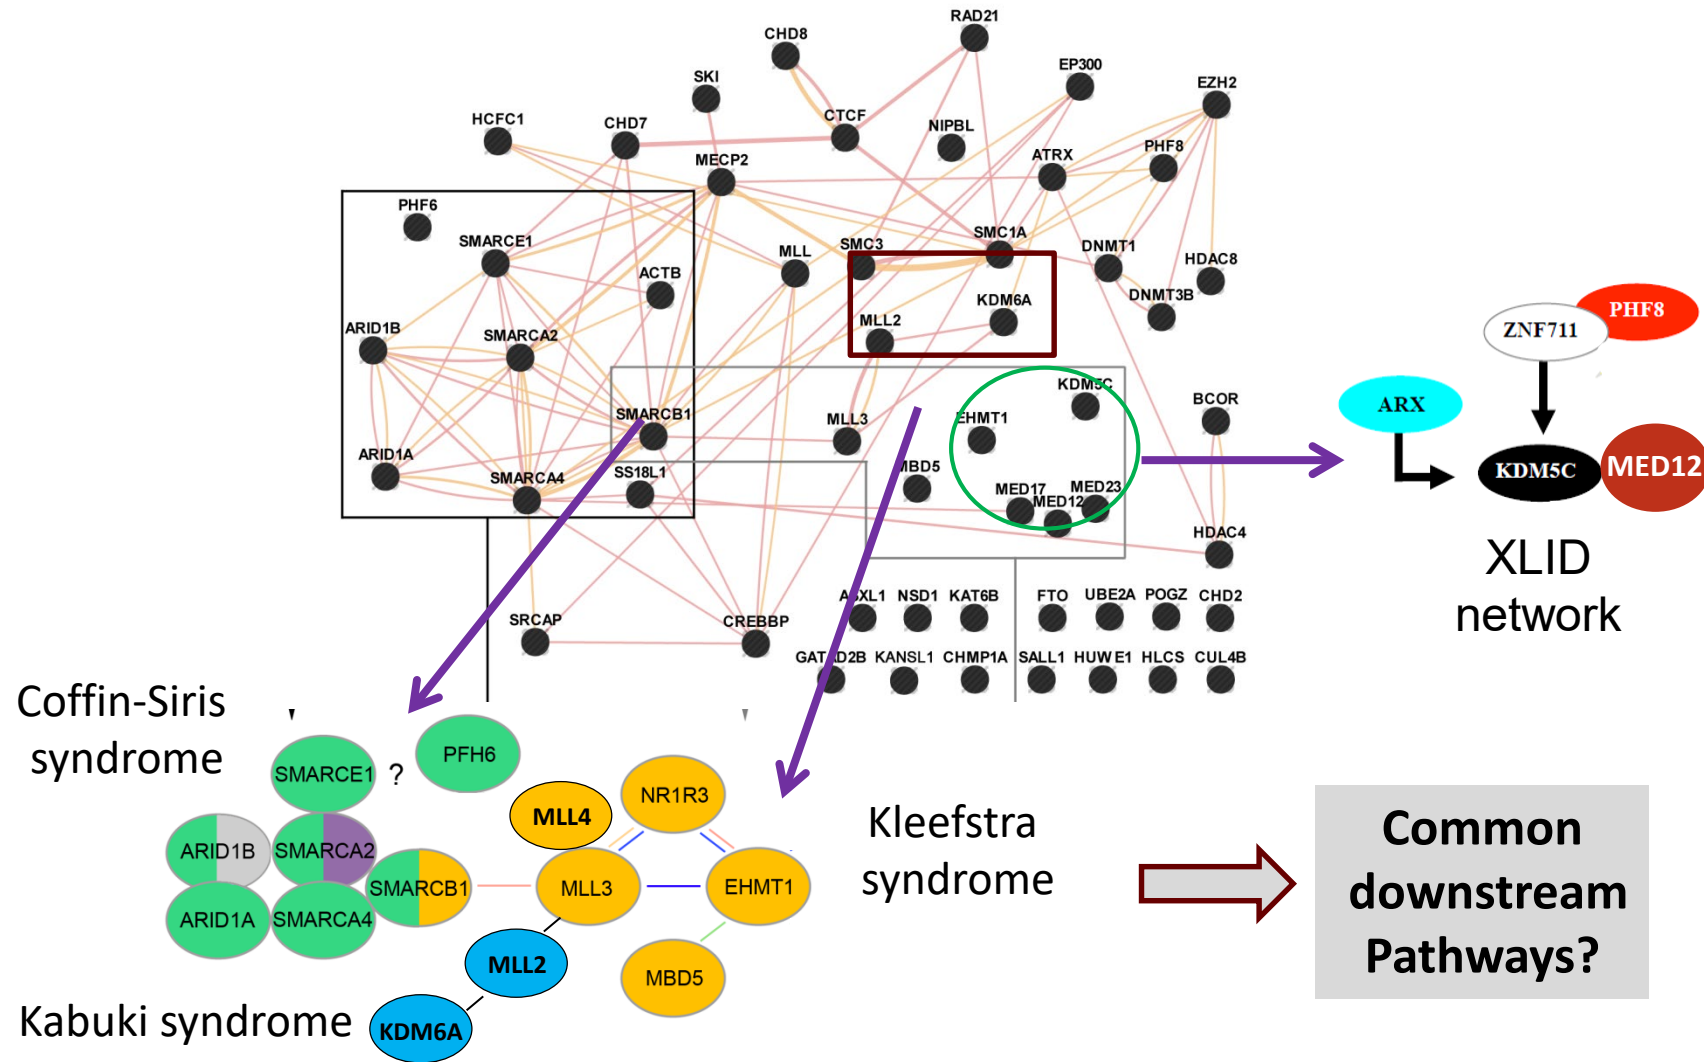 RAD21
CHD8
EP300
SKI
EZH2
HCFC1
CHD7
CTCF
NIPBL
MECP2
ATRX
PHF8
PHF6
SMARCE1
MLL
SMC3
SMC1A
DNMT1
HDAC8
ACTB
KDM6A
DNMT3B
ARID1B
SMARCA2
MLL2
PHF8
ZNF711
KDM5C
BCOR
ARX
SMARCB1
MLL3
EHMT1
ARID1A
SMARCA4
SS18L1
MBD5
MED17
MED12
MED23
KDM5C
MED12
HDAC4
XLID
network
ASXL1
NSD1
KAT6B
FTO
UBE2A
POGZ
CHD2
SRCAP
CREBBP
GATAD2B
KANSL1
CHMP1A
SALL1
HUWE1
HLCS
CUL4B
Coffin-Siris
syndrome
PFH6
SMARCE1
?
NR1R3
MLL4
ARID1B
SMARCA2
SMARCB1
MLL3
EHMT1
ARID1A
SMARCA4
MLL2
MBD5
Kabuki syndrome
KDM6A
Kleefstra
syndrome
Common
downstream
Pathways?